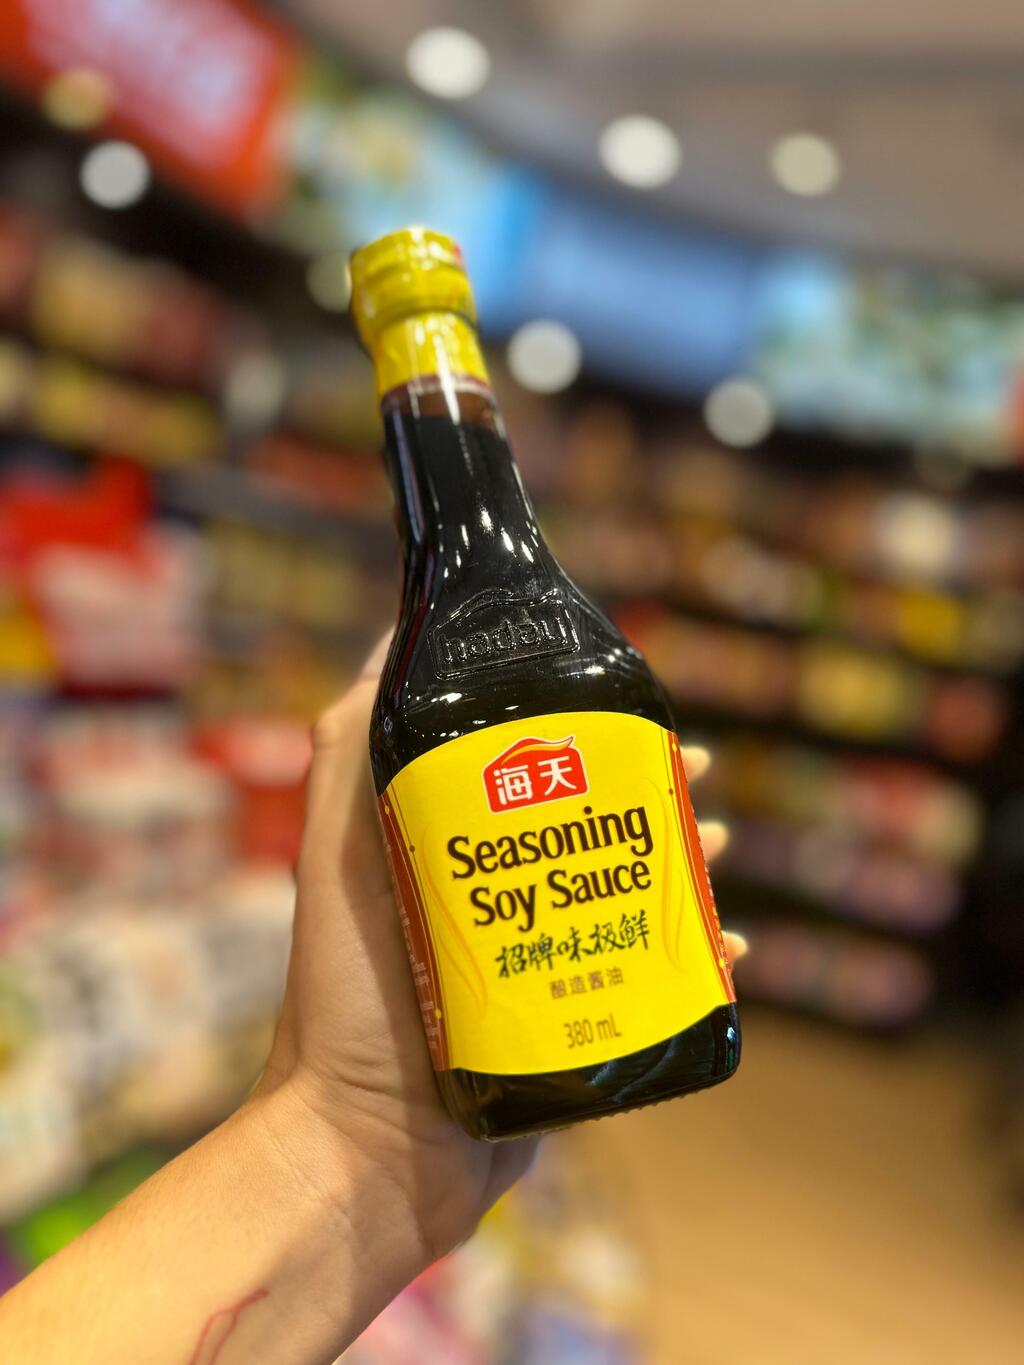 haday
海天
Seasoning
Soy Sauce
招牌味极鲜
酿造酱油
380 mL